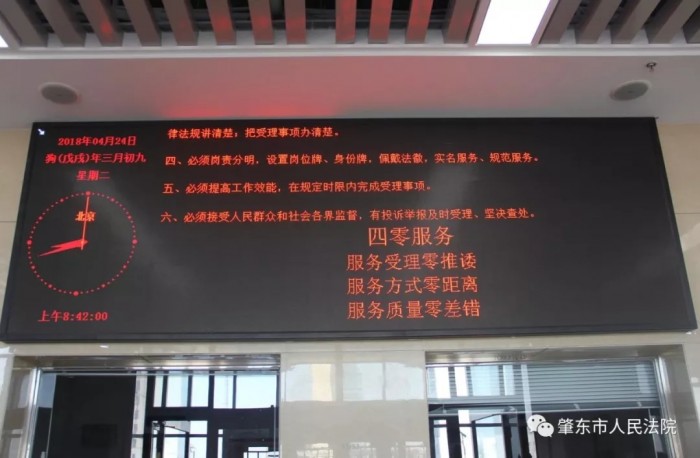 2018年04月24日
狗(戊戌)年三月初九
星期二
北京
上午8:42:00
律法规讲清楚；把受理事项办清楚。
四、必须岗责分明，设置岗位牌、身份牌，佩戴法徽，实名服务、规范服务。
五、必须提高工作效能，在规定时限内完成受理事项。
六、必须接受人民群众和社会各界监督，有投诉举报及时受理、坚决查处。
四零服务
服务受理零推诿
服务方式零距离
服务质量零差错
肇东市人民法院